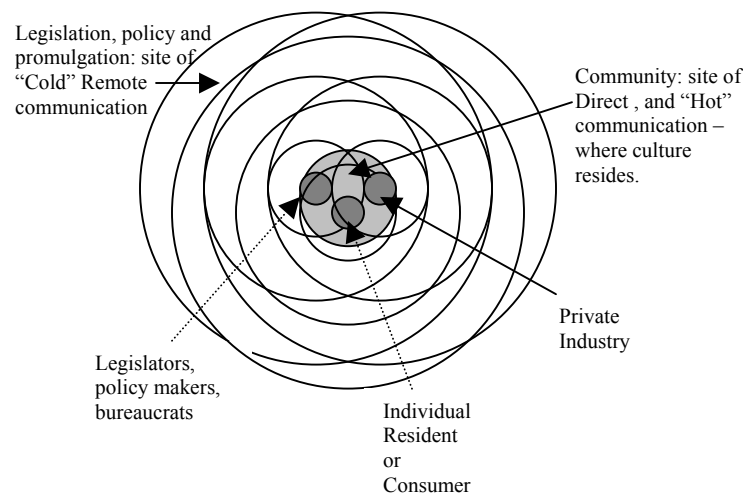 Legislation, policy and
promulgation: site of
“Cold” Remote
communication
Community: site of
Direct , and “Hot”
communication –
where culture
resides.
Private
Industry
Legislators,
policy makers,
bureaucrats
Individual
Resident
or
Consumer